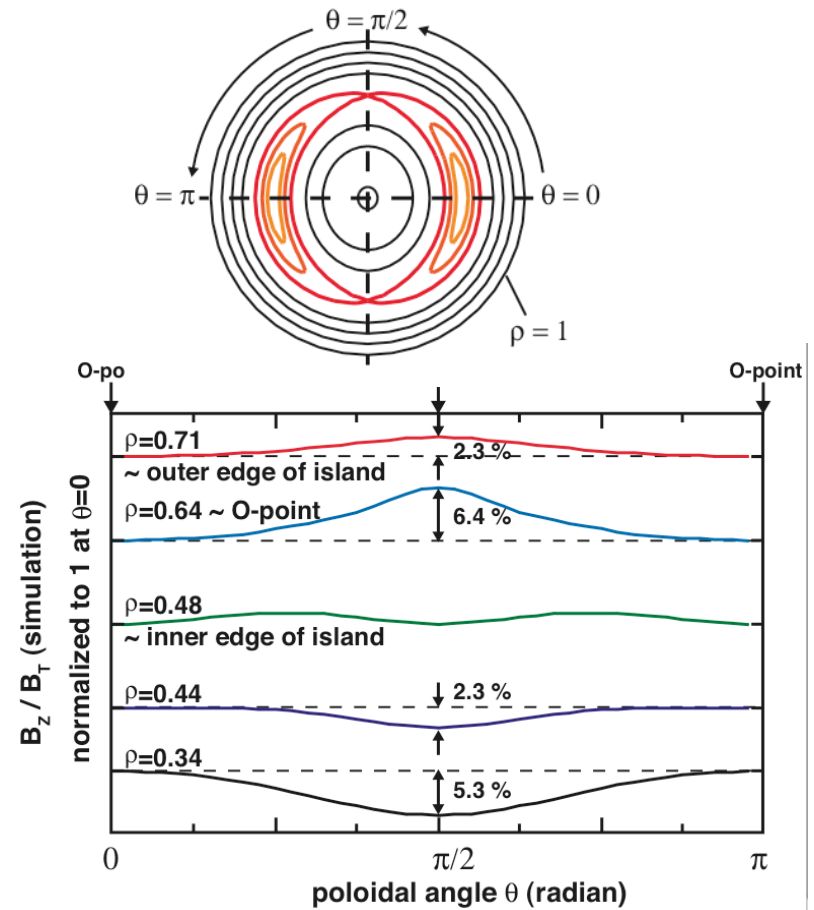 θ = π/2
θ = π
θ = 0
ρ = 1
O-po
O-point
ρ=0.71
2.3 %
~ outer edge of island
ρ=0.64 ~ O-point
6.4 %
ρ=0.48
~ inner edge of island
ρ=0.44
2.3 %
ρ=0.34
5.3 %
B_Z / B_T (simulation)
normalized to 1 at θ=0
0
π/2
π
poloidal angle θ (radian)